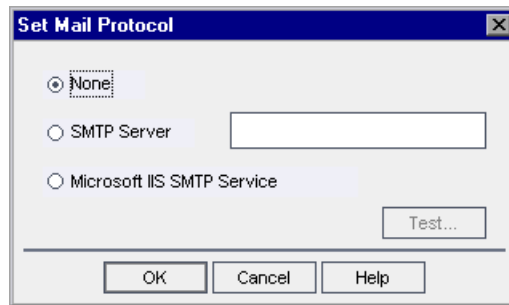 Set Mail Protocol
None
SMTP Server
Microsoft IIS SMTP Service
Test...
OK Cancel Help